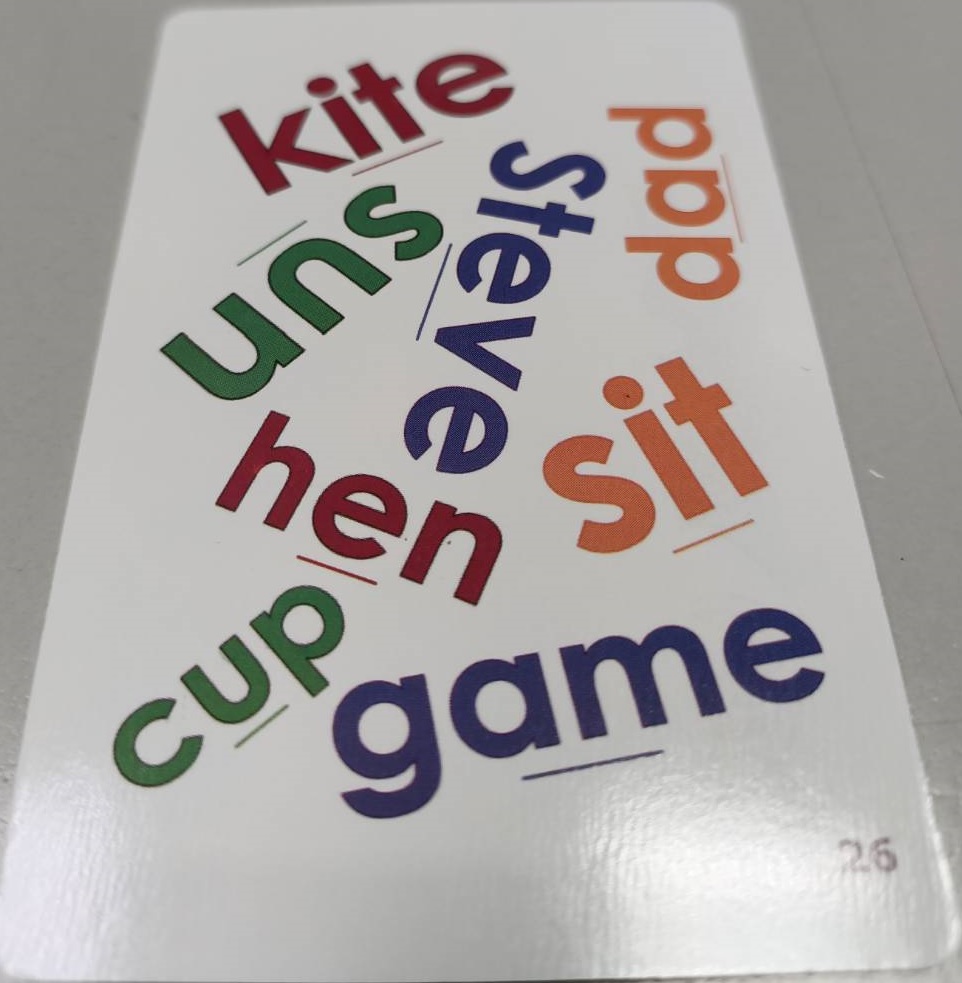 kite
dad
Steve
sun
sit
hen
cup
game
26